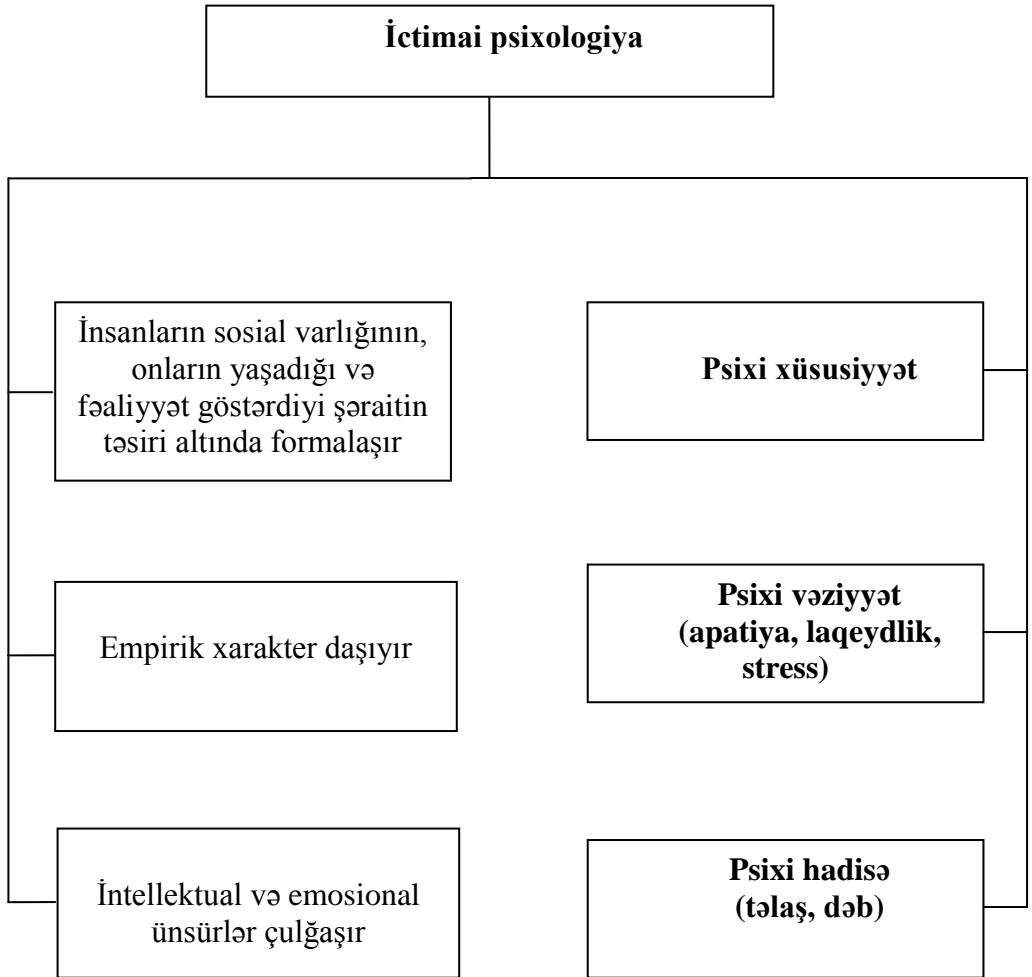 İctimai psixologiya
İnsanların sosial varlığının,
onların yaşadığı və
fəaliyyət göstərdiyi şəraitin
təsiri altında formalaşır
Psixi xüsusiyyət
Empirik xarakter daşıyır
Psixi vəziyyət
(apatiya, laqeydlik,
stress)
İntellektual və emosional
ünsürlər çulğaşır
Psixi hadisə
(təlaş, dəb)